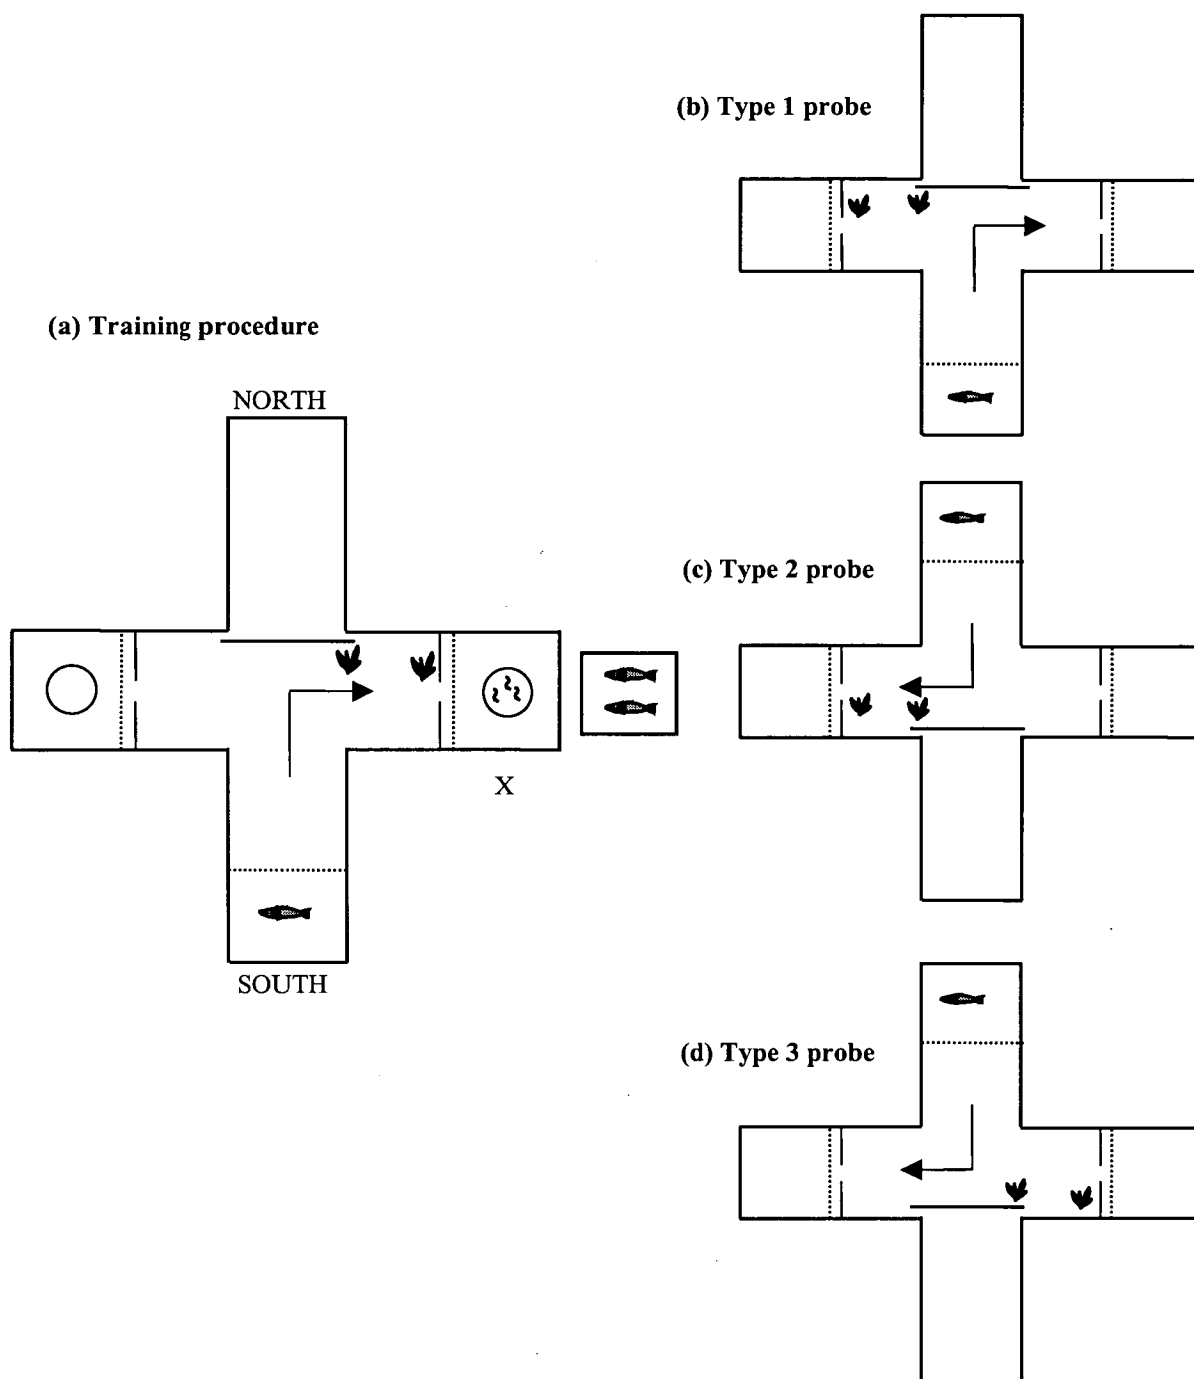 (b) Type 1 probe
(a) Training procedure
NORTH
(c) Type 2 probe
X
SOUTH
(d) Type 3 probe